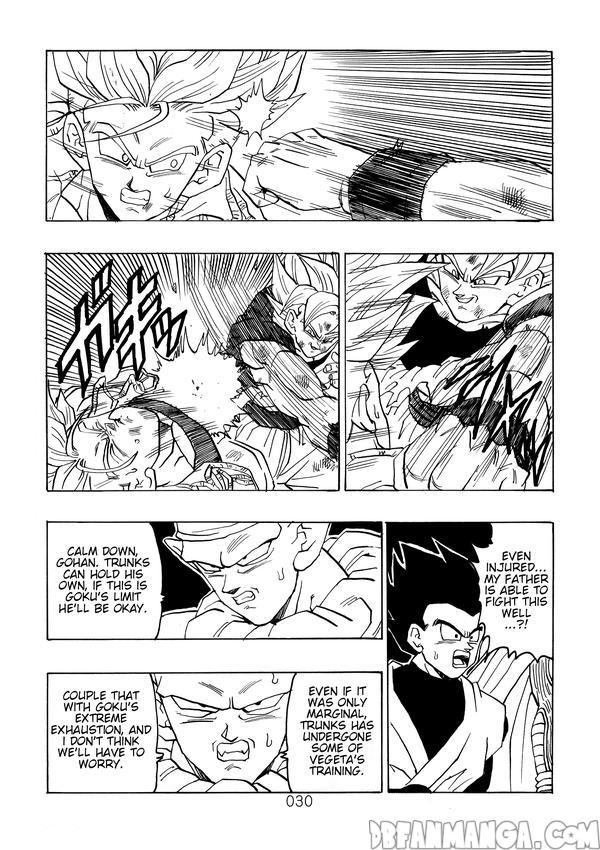 EVEN
INJURED...
MY FATHER
IS ABLE TO
FIGHT THIS
WELL
...?!
CALM DOWN,
GOHAN. TRUNKS
CAN HOLD HIS
OWN, IF THIS IS
GOKU'S LIMIT
HE'LL BE OKAY.
EVEN IF IT
WAS ONLY
MARGINAL,
TRUNKS HAS
UNDERGONE
SOME OF
VEGETA'S
TRAINING.
COUPLE THAT
WITH GOKU'S
EXTREME
EXHAUSTION, AND
I DON'T THINK
WE'LL HAVE TO
WORRY.
030
DBFANMANGA.COM